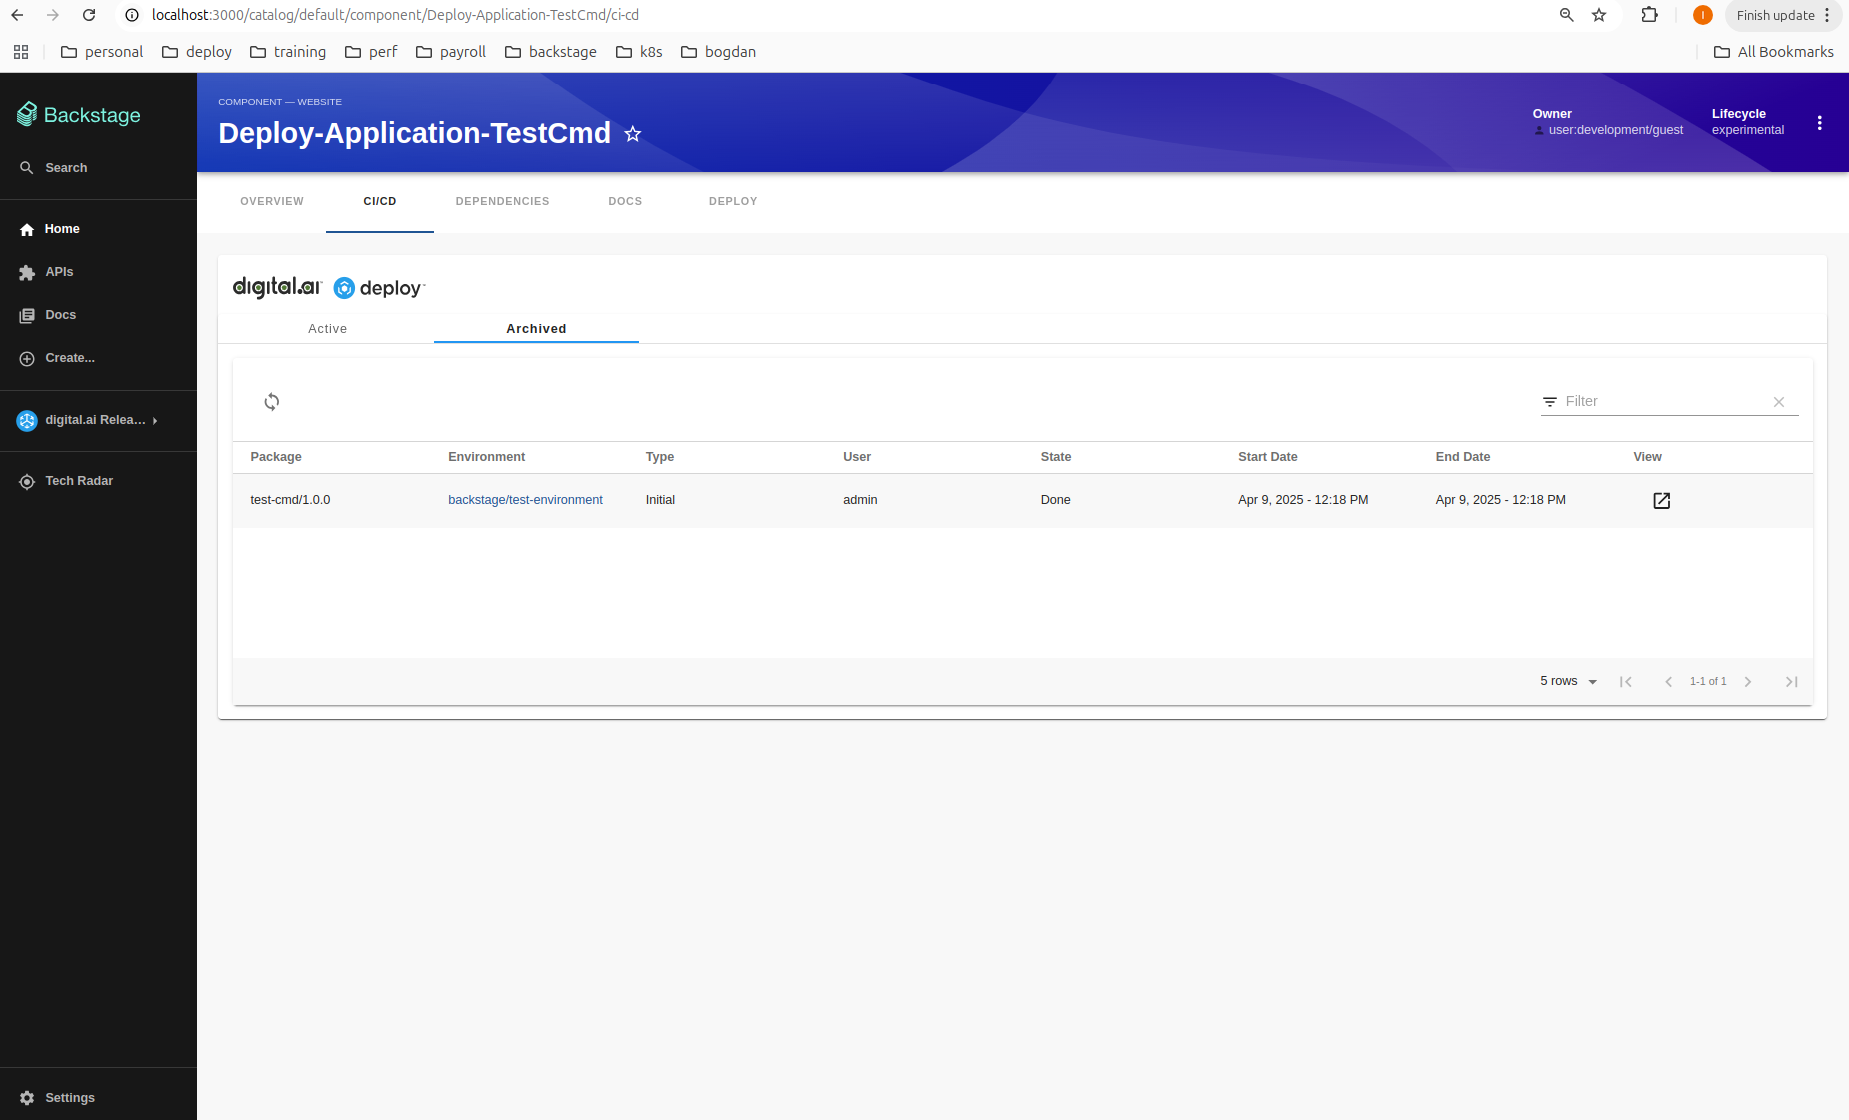 localhost:3000/catalog/default/component/Deploy-Application-TestCmd/ci-cd
Finish update
personal deploy training perf payroll backstage k8s bogdan All Bookmarks
Backstage
Search
Home
APIs
Docs
Create...
digital.ai Relea...
Tech Radar
Settings
COMPONENT — WEBSITE
Deploy-Application-TestCmd
Owner
user:development/guest
Lifecycle
experimental
OVERVIEW CI/CD DEPENDENCIES DOCS DEPLOY
digital.ai deploy
Active Archived
Filter
Package Environment Type User State Start Date End Date View
test-cmd/1.0.0 backstage/test-environment Initial admin Done Apr 9, 2025 - 12:18 PM Apr 9, 2025 - 12:18 PM
5 rows 1-1 of 1